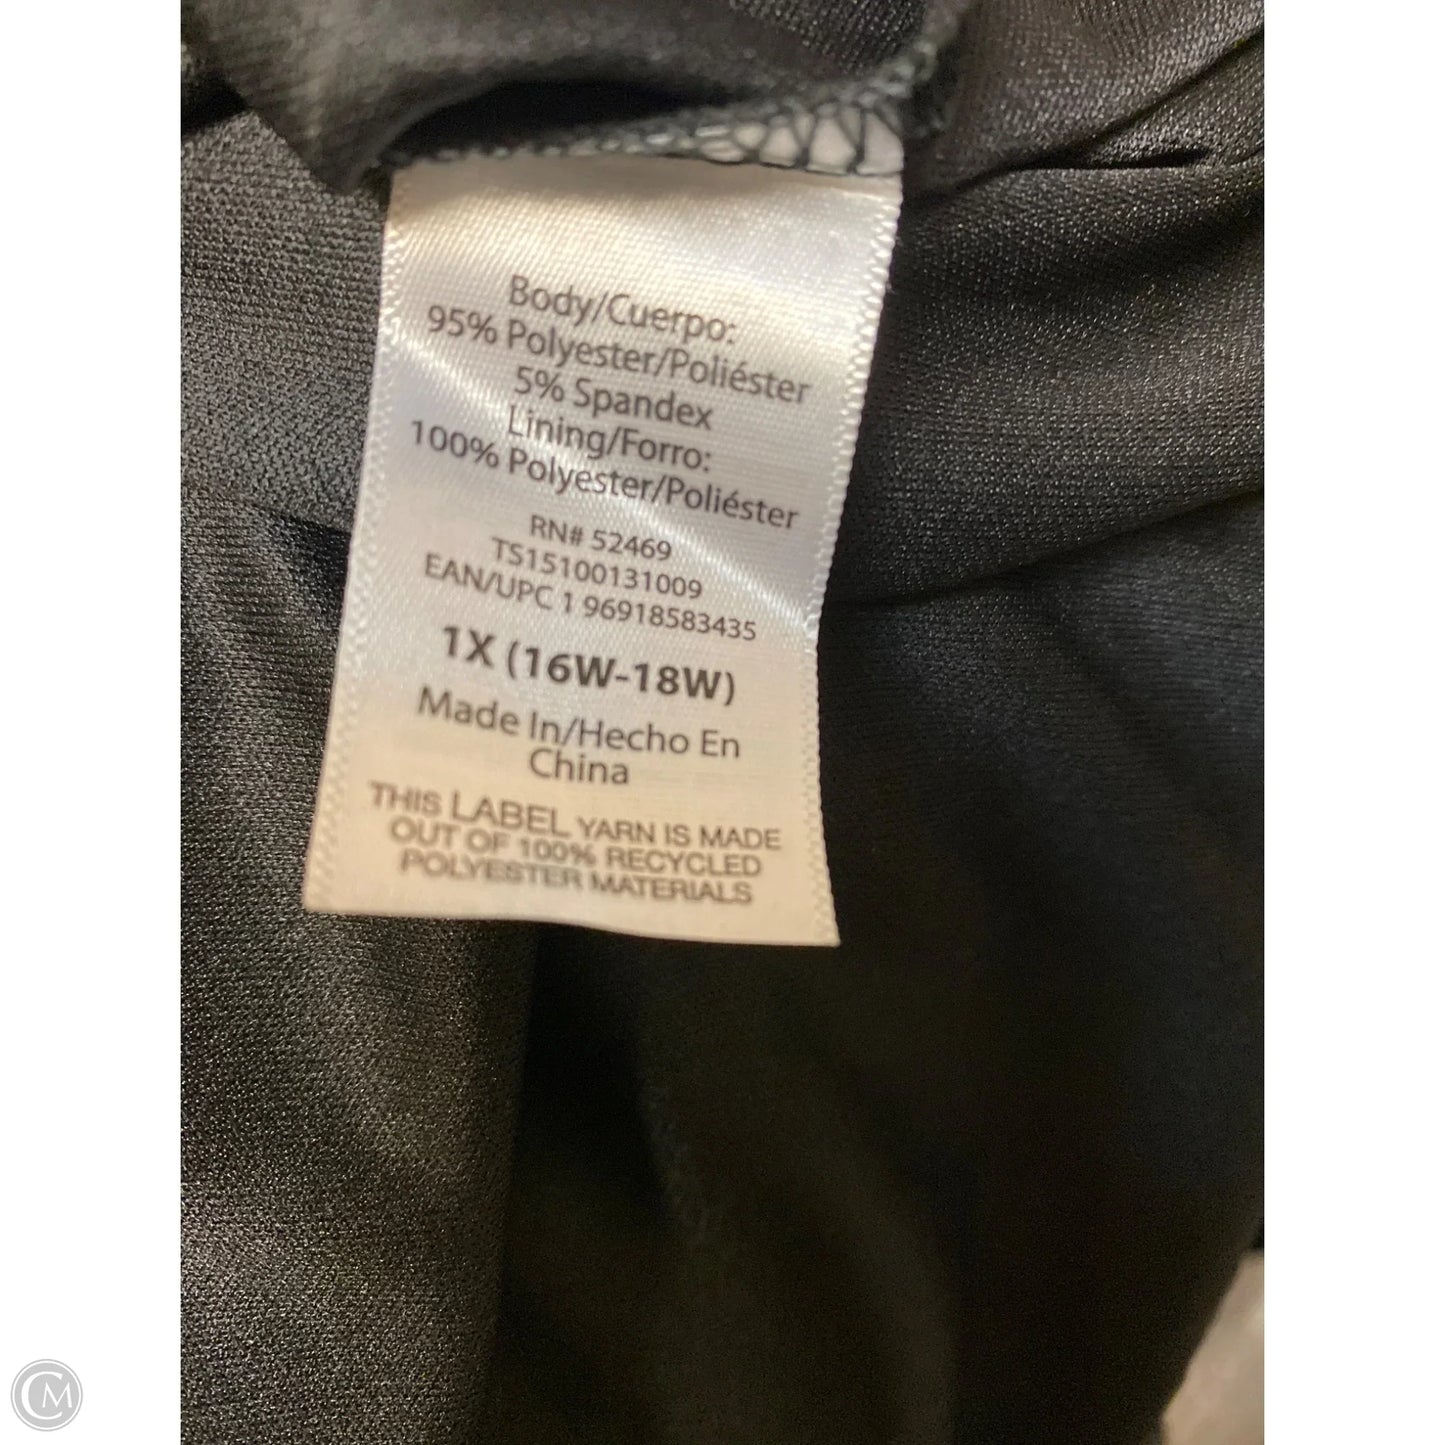 Body/Cuerpo:
95% Polyester/Poliéster
5% Spandex
Lining/Forro:
100% Polyester/Poliéster
RN# 52469
TS15100131009
EAN/UPC 1 96918583435
1X (16W-18W)
Made In/Hecho En
China
THIS LABEL YARN IS MADE
OUT OF 100% RECYCLED
POLYESTER MATERIALS
CM